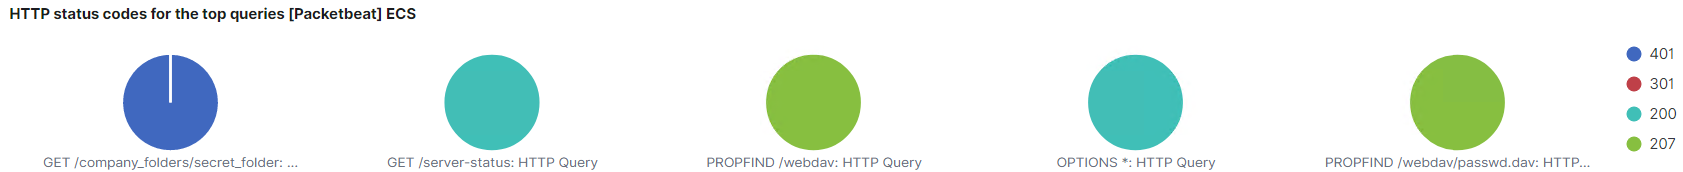 HTTP status codes for the top queries [Packetbeat] ECS
GET /company_folders/secret_folder: ...
GET /server-status: HTTP Query
PROPFIND /webdav: HTTP Query
OPTIONS *: HTTP Query
PROPFIND /webdav/passwd.dav: HTTP...
401
301
200
207